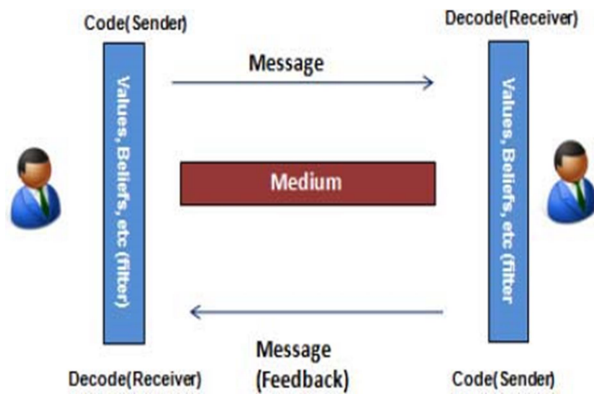 Code(Sender)
Decode(Receiver)
Message
Values, Beliefs, etc (filter)
Medium
Values, Beliefs, etc (filter
Message
(Feedback)
Decode(Receiver)
Code(Sender)